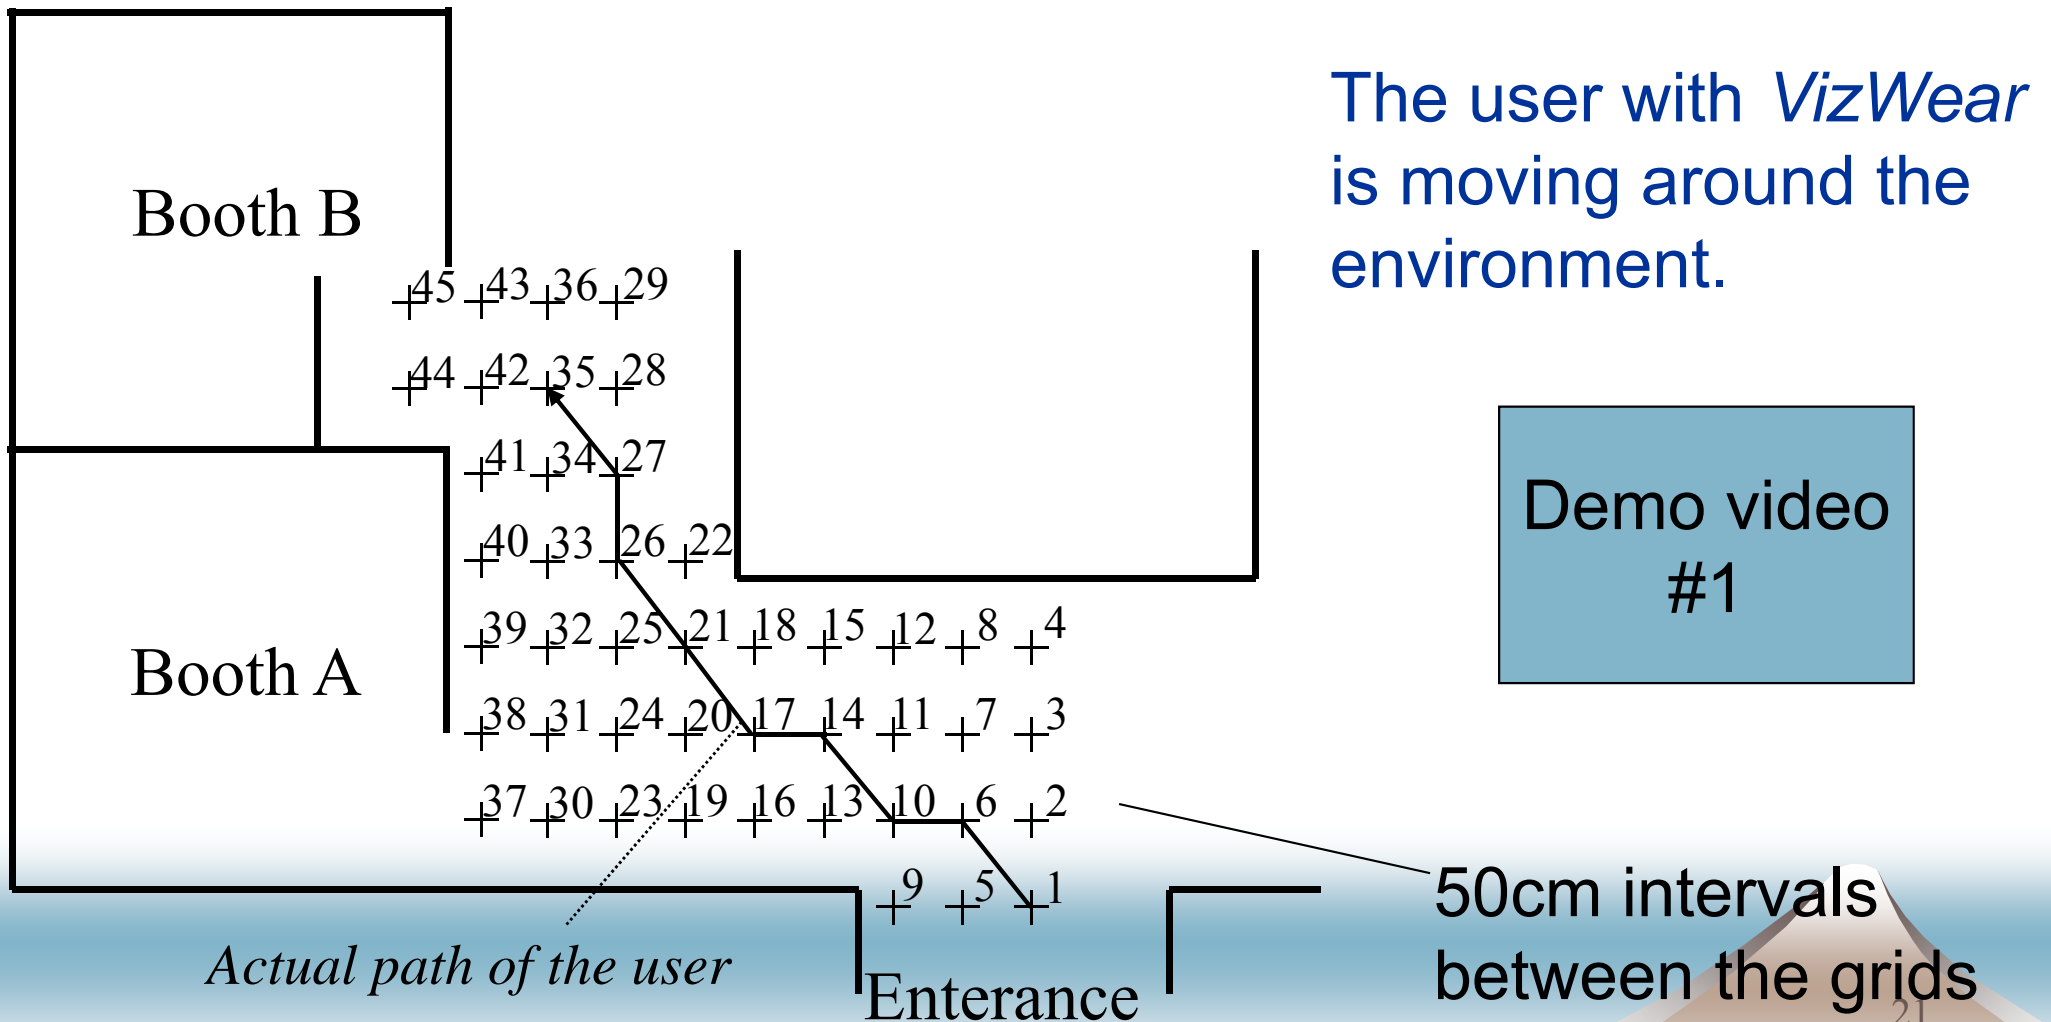 The user with VizWear
is moving around the
environment.
Booth B
45 43 36 29
44 42 35 28
41 34 27
40 33 26 22
Demo video
#1
39 32 25 21 18 15 12 8 4
Booth A
38 31 24 20 17 14 11 7 3
37 30 23 19 16 13 10 6 2
9 5 1
50cm intervals
between the grids
Actual path of the user
Enterance
21